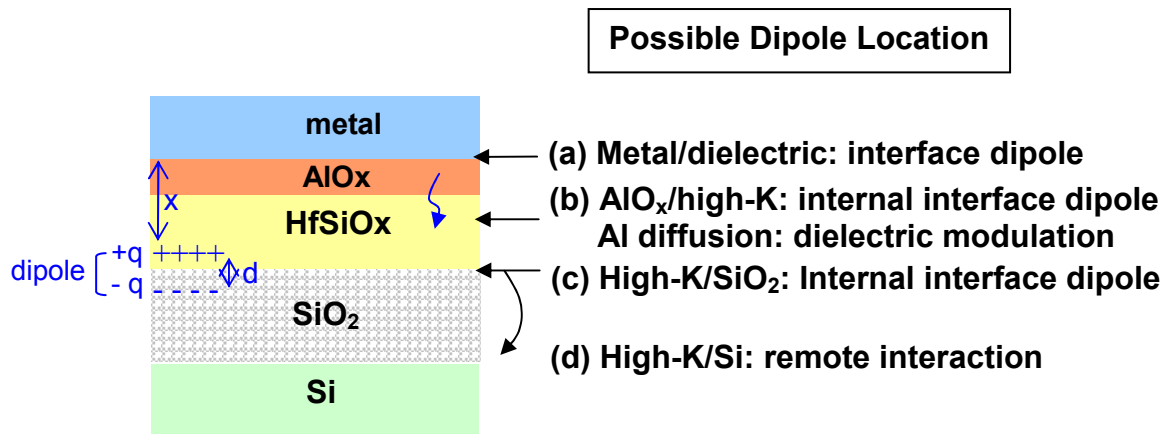 Possible Dipole Location
metal
(a) Metal/dielectric: interface dipole
AlOx
x
(b) AlOx/high-K: internal interface dipole
HfSiOx
Al diffusion: dielectric modulation
+q ++++
dipole
d
(c) High-K/SiO2: Internal interface dipole
- q - - - -
SiO2
(d) High-K/Si: remote interaction
Si